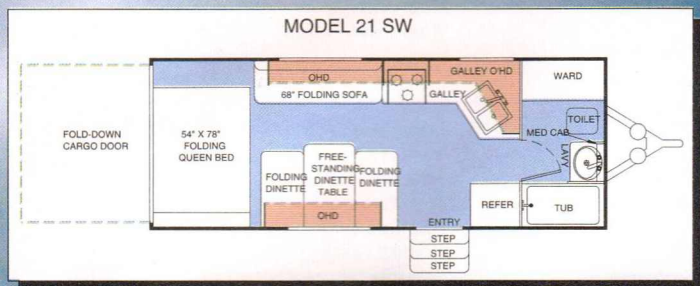 MODEL 21 SW
OHD
68" FOLDING SOFA
GALLEY O'HD
GALLEY
WARD
TOILET
MED CAB
LAVY
FOLD-DOWN
CARGO DOOR
54" X 78"
FOLDING
QUEEN BED
FOLDING
DINETTE
FREE-
STANDING
DINETTE
TABLE
FOLDING
DINETTE
OHD
REFER
TUB
ENTRY
STEP
STEP
STEP